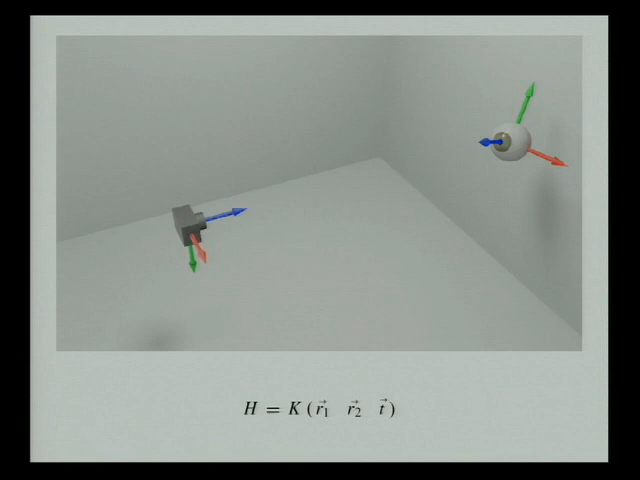 H = K (r⃗1 r⃗2 t⃗)